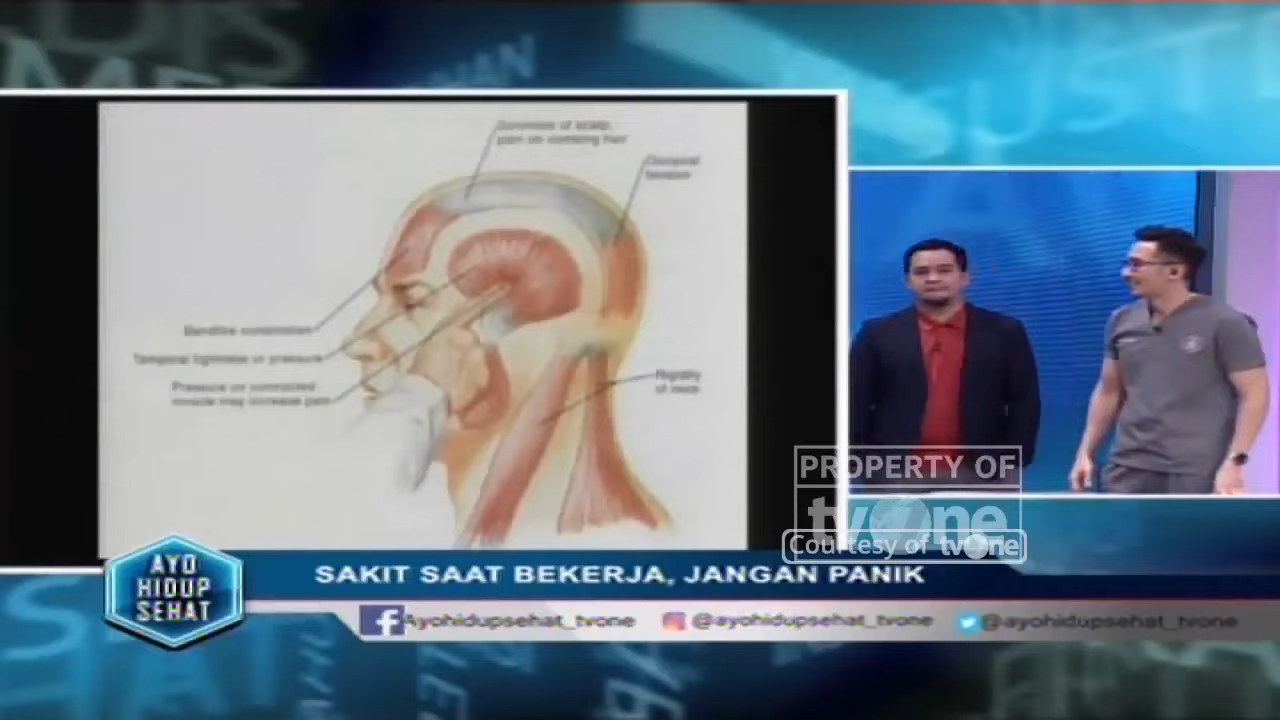 Soreness of scalp,
pain on combing hair
Occipital
tension
Bandlike constriction
Temporal tightness or pressure
Pressure on contracted
muscle may increase pain
Rigidity
of neck
PROPERTY OF
tvOne
Courtesy of tvOne
AYO
HIDUP
SEHAT
SAKIT SAAT BEKERJA, JANGAN PANIK
Ayohidupsehat_tvone @ayohidupsehat_tvone @ayohidupsehat_tvone